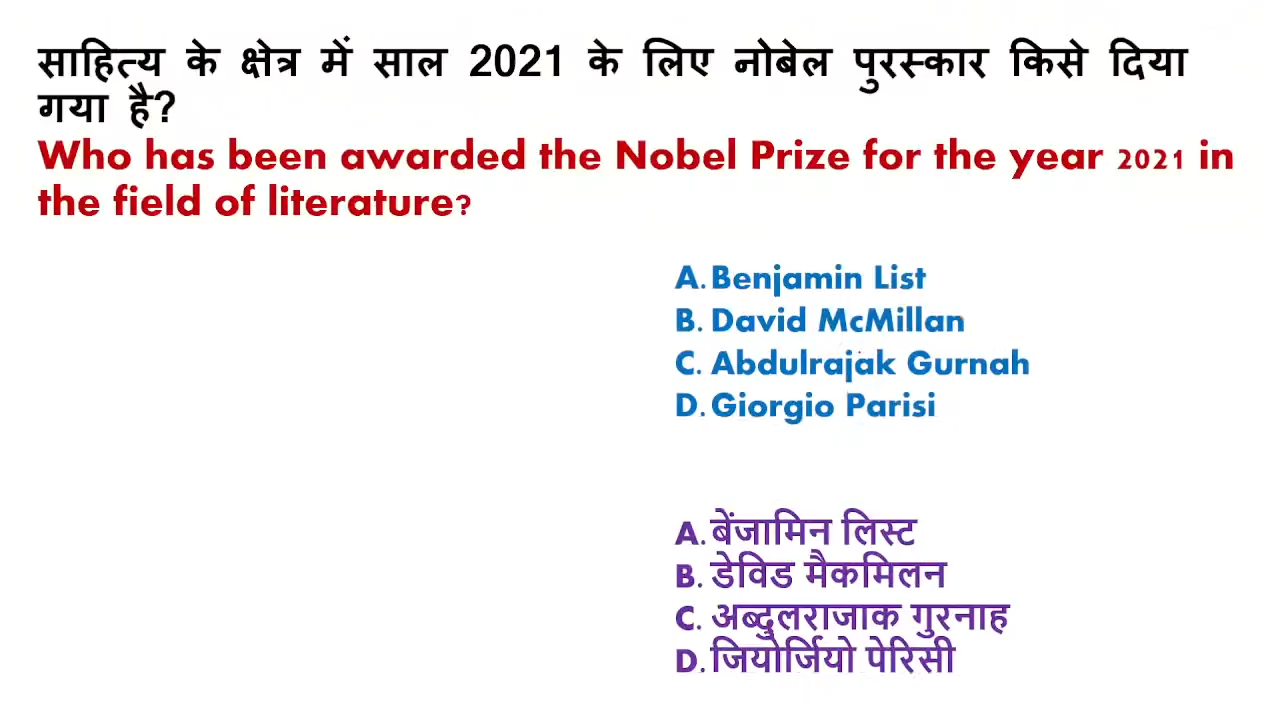 साहित्य के क्षेत्र में साल 2021 के लिए नोबेल पुरस्कार किसे दिया
गया है?
Who has been awarded the Nobel Prize for the year 2021 in
the field of literature?
A. Benjamin List
B. David McMillan
C. Abdulrajak Gurnah
D. Giorgio Parisi
A. बेंजामिन लिस्ट
B. डेविड मैकमिलन
C. अब्दुलराजाक गुरनाह
D. जियोर्जियो पेरिसी